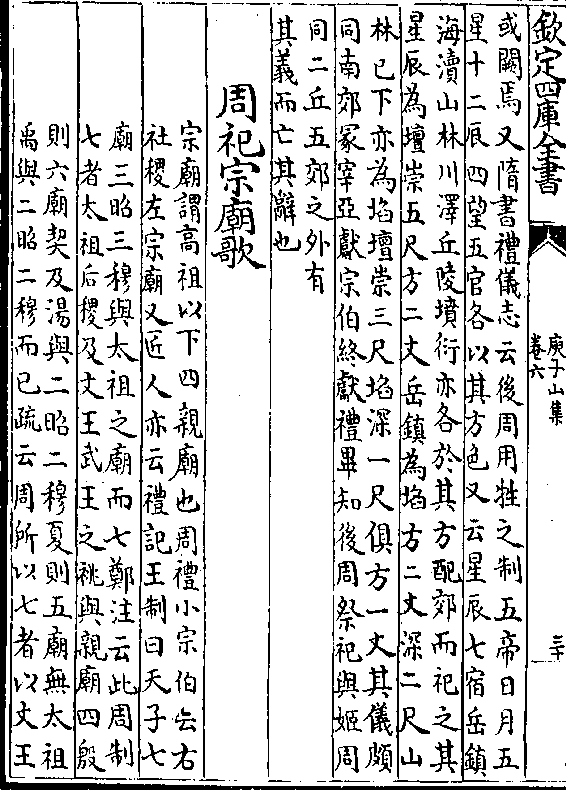 欽定四庫全書
庾子山集
卷六
三十
或闕焉又隋書禮儀志云後周用牲之制五帝日月五
星十二辰四望五官各以其方色又云星辰七宿岳鎮
海瀆山林川澤丘陵墳衍亦各於其方配郊而祀之其
星辰為壇崇五尺方二丈岳鎮為埳方二丈深二尺山
林已下亦為埳壇崇三尺埳深一尺俱方一丈其儀頗
同南郊冡宰亞獻宗伯終獻禮畢知後周祭祀與姬周
同二丘五郊之外有
其義而亡其辭也
周祀宗廟歌
宗廟謂高祖以下四親廟也周禮小宗伯云右
社稷左宗廟又匠人亦云禮記王制曰天子七
廟三昭三穆與太祖之廟而七鄭注云此周制
七者太祖后稷及文王武王之祧與親廟四殷
則六廟契及湯與二昭二穆夏則五廟無太祖
禹與二昭二穆而已疏云周所以七者以文王